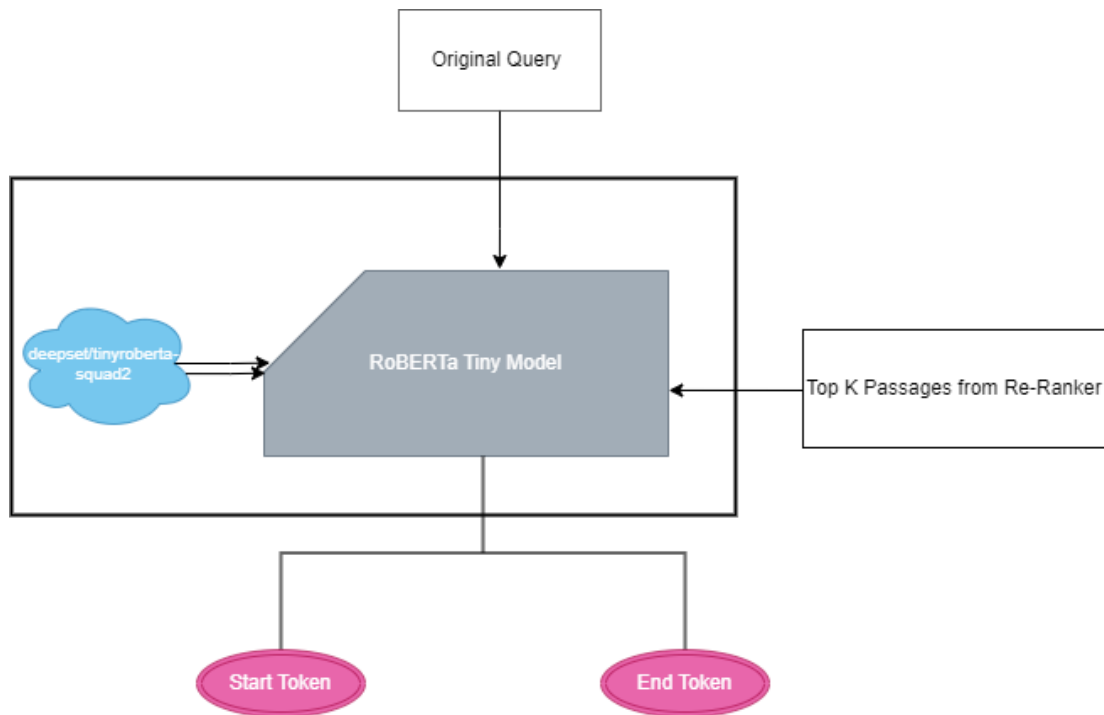 Original Query
deepset/tinyroberta-
squad2
RoBERTa Tiny Model
Top K Passages from Re-Ranker
Start Token
End Token